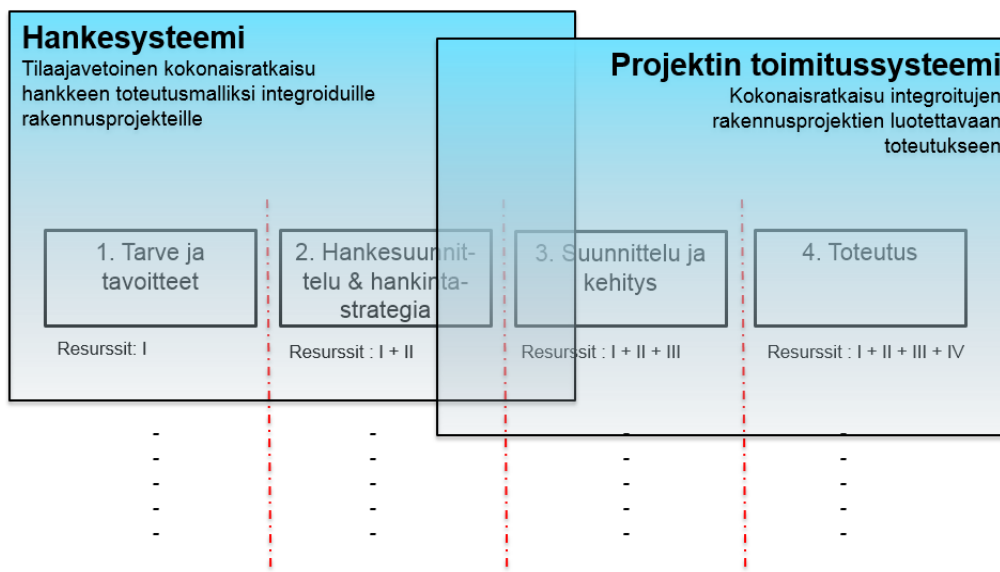 Hankesysteemi
Tilaajavetoinen kokonaisratkaisu
hankkeen toteutusmalliksi integroiduille
rakennusprojekteille
Projektin toimitussysteemi
Kokonaisratkaisu integroitujen
rakennusprojektien luotettavaan
toteutukseen
1. Tarve ja
tavoitteet
Resurssit: I
2. Hankesuunnit-
telu & hankinta-
strategia
Resurssit : I + II
3. Suunnittelu ja
kehitys
Resurssit : I + II + III
4. Toteutus
Resurssit : I + II + III + IV
- - - -
- - - -
- - - -
- - - -
- - - -